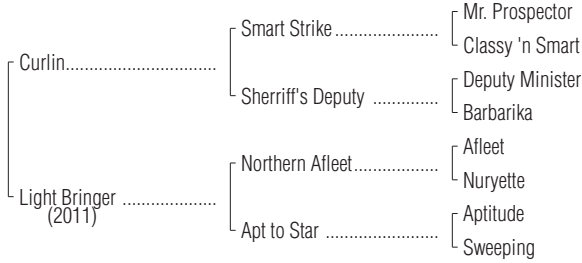 Mr. Prospector
Smart Strike........................
Classy 'n Smart
Curlin..................................
Deputy Minister
Sherriff's Deputy ...............
Barbarika
Afleet
Northern Afleet...................
Nuryette
Light Bringer .....................
(2011)
Aptitude
Apt to Star .........................
Sweeping